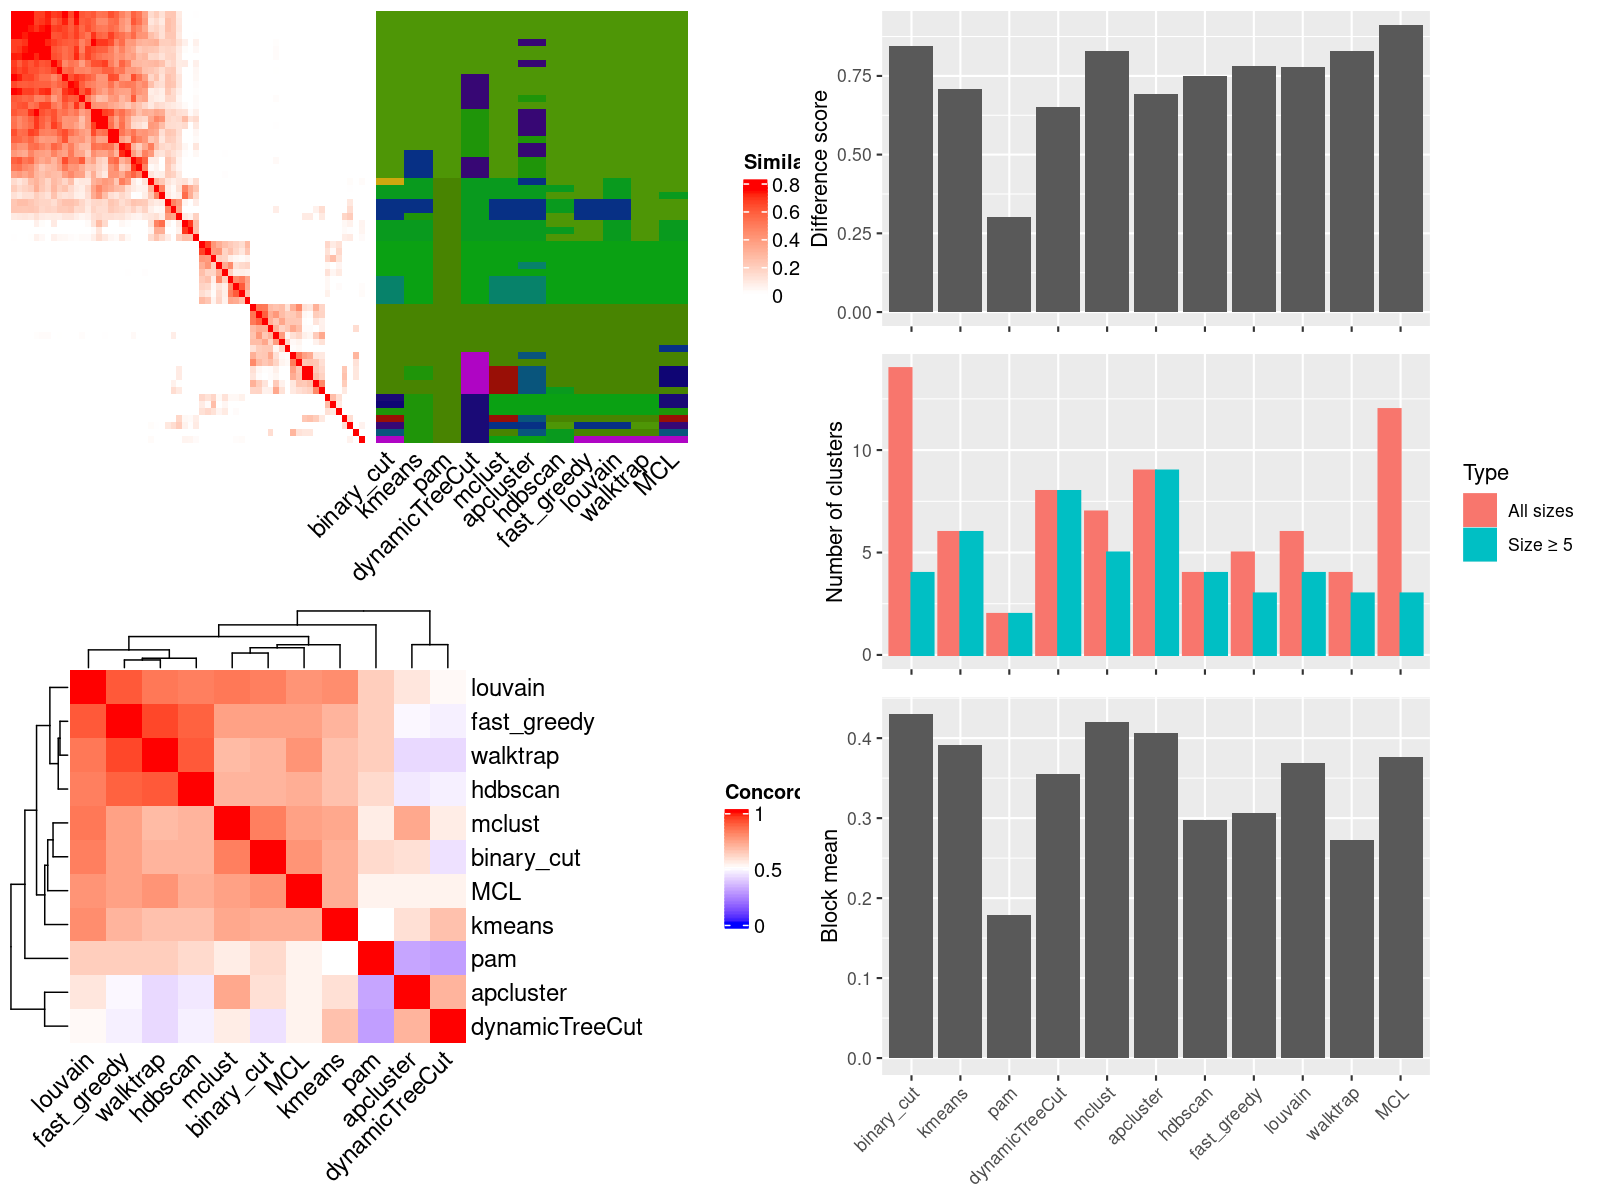 Simila
0.8
0.6
0.4
0.2
0
binary_cut
kmeans
pam
dynamicTreeCut
mclust
apcluster
hdbscan
fast_greedy
louvain
walktrap
MCL
louvain
fast_greedy
walktrap
hdbscan
mclust
binary_cut
MCL
kmeans
pam
apcluster
dynamicTreeCut
louvain
fast_greedy
walktrap
hdbscan
mclust
binary_cut
MCL
kmeans
pam
apcluster
dynamicTreeCut
Concord
1
0.5
0
Difference score
0.75
0.50
0.25
0.00
Number of clusters
10
5
0
Type
All sizes
Size ≥ 5
Block mean
0.4
0.3
0.2
0.1
0.0
binary_cut
kmeans
pam
dynamicTreeCut
mclust
apcluster
hdbscan
fast_greedy
louvain
walktrap
MCL